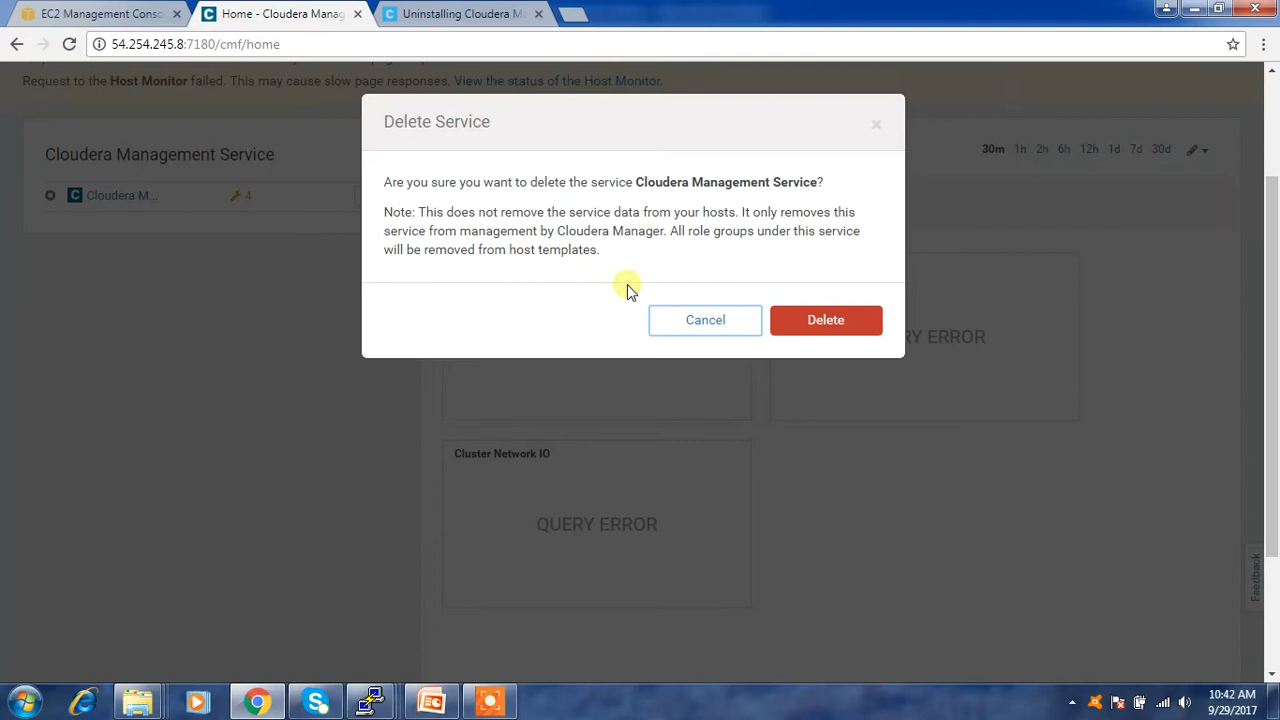 EC2 Management Conso
Home - Cloudera Manag
Uninstalling Cloudera Ma
54.254.245.8:7180/cmf/home
Request to the Host Monitor failed. This may cause slow page responses. View the status of the Host Monitor.
Delete Service
Cloudera Management Service
30m 1h 2h 6h 12h 1d 7d 30d
Are you sure you want to delete the service Cloudera Management Service?
Cloudera M... 4
Note: This does not remove the service data from your hosts. It only removes this
service from management by Cloudera Manager. All role groups under this service
will be removed from host templates.
Cancel
Delete
RY ERROR
Cluster Network IO
QUERY ERROR
Feedback
10:42 AM
9/29/2017